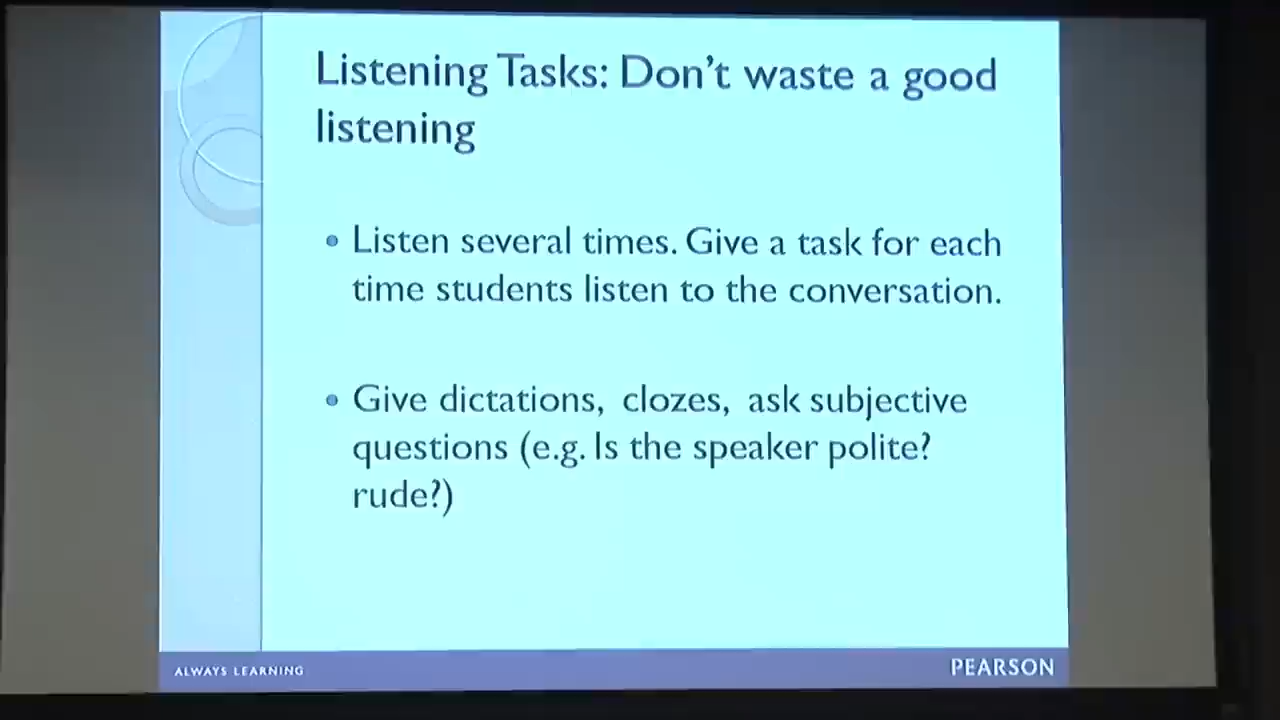 Listening Tasks: Don't waste a good
listening
• Listen several times. Give a task for each
time students listen to the conversation.
• Give dictations, clozes, ask subjective
questions (e.g. Is the speaker polite?
rude?)
ALWAYS LEARNING
PEARSON